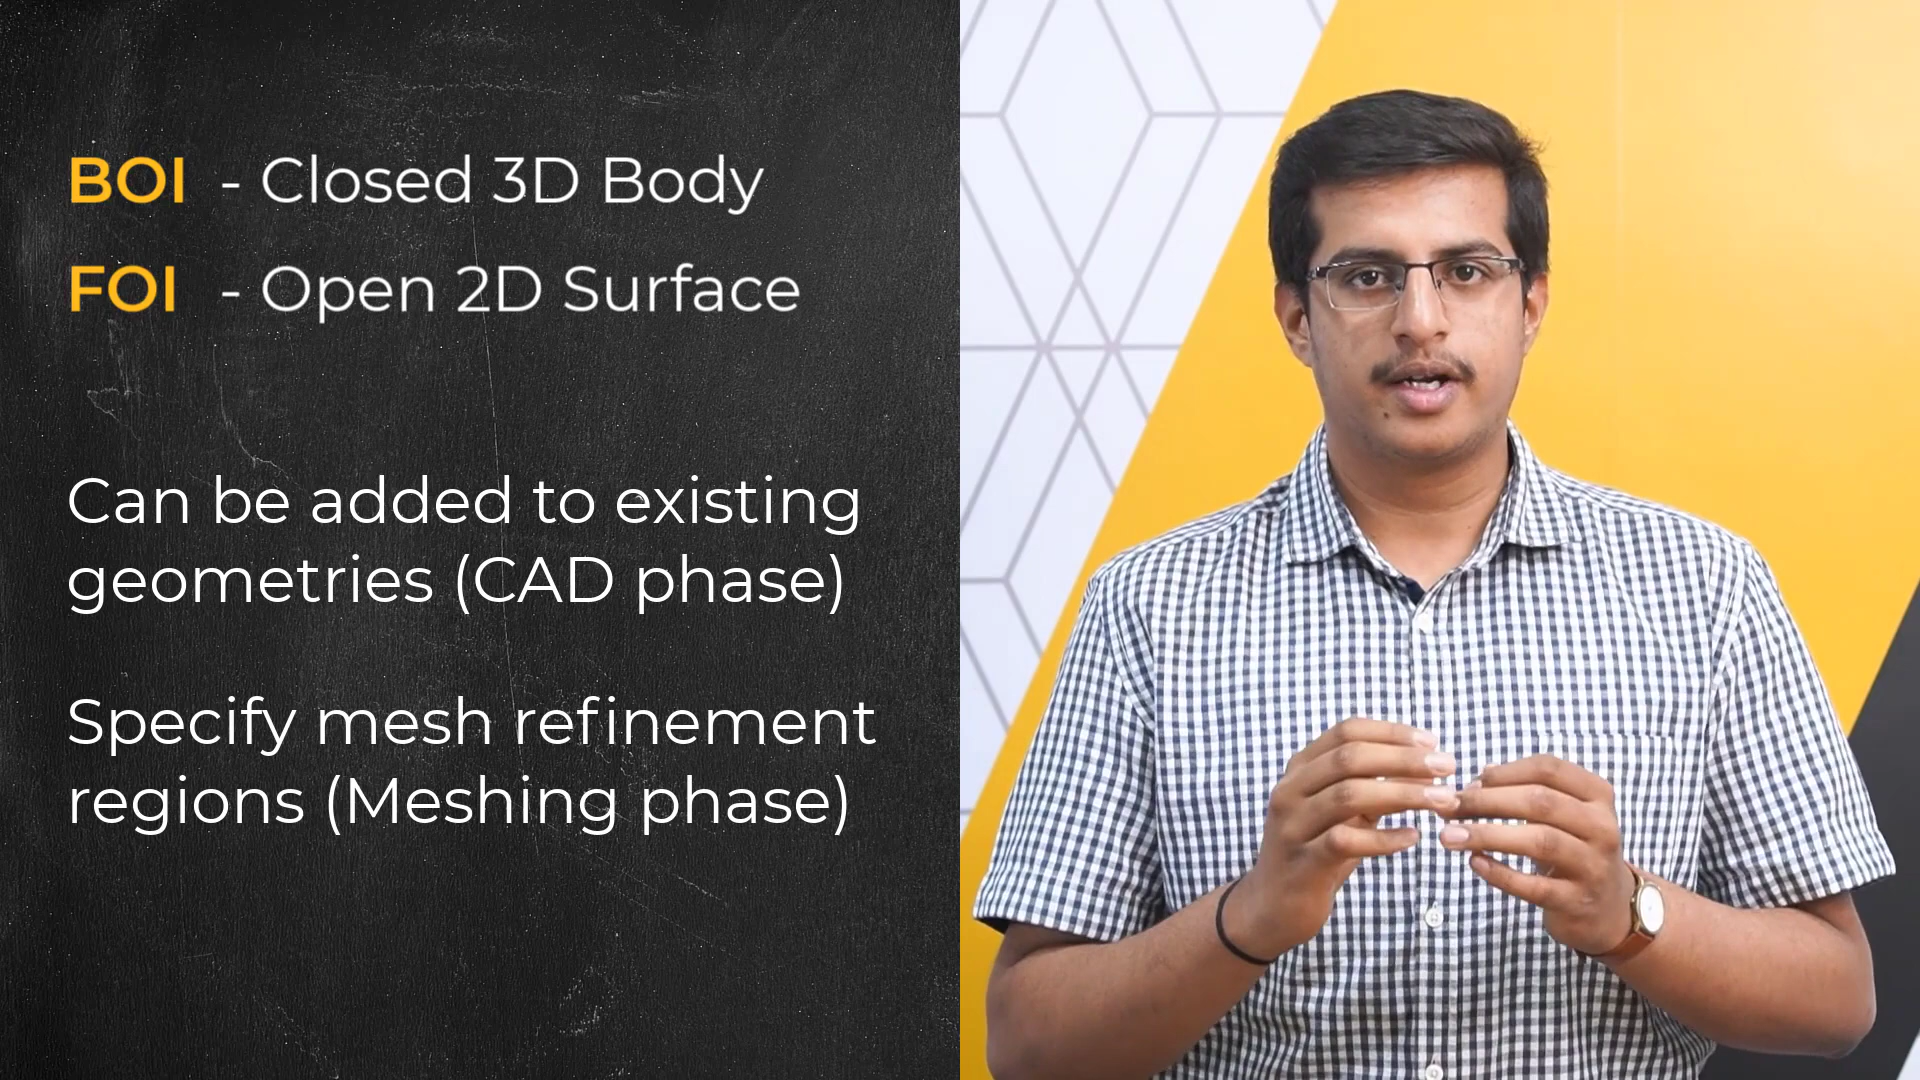 BOI - Closed 3D Body
FOI - Open 2D Surface
Can be added to existing
geometries (CAD phase)
Specify mesh refinement
regions (Meshing phase)